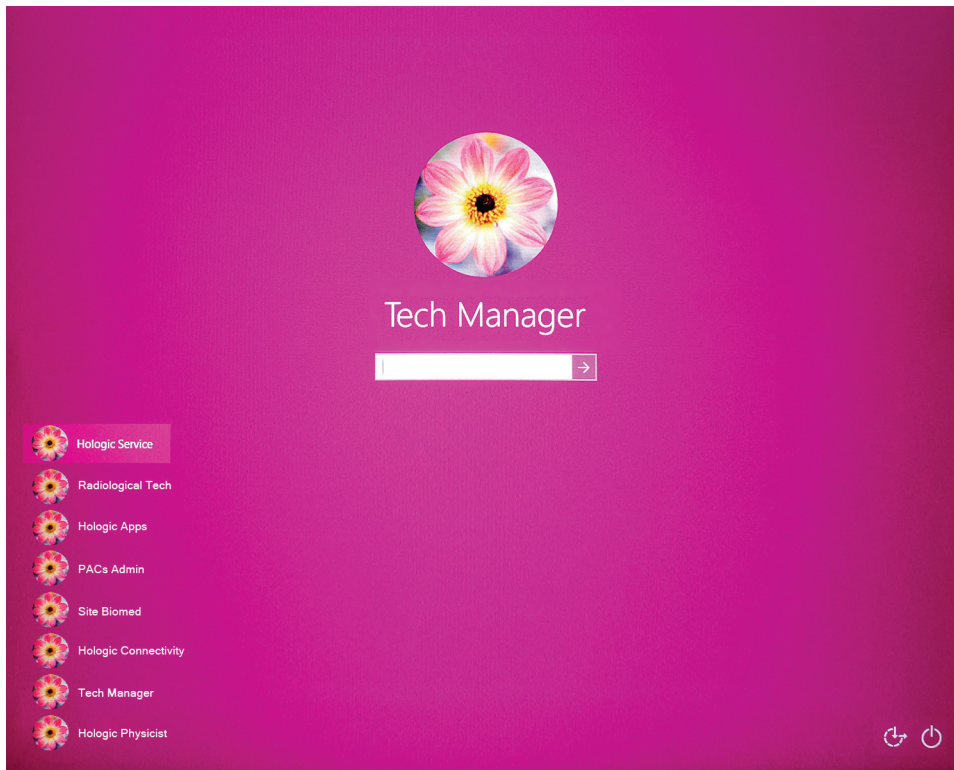 Tech Manager
Hologic Service
Radiological Tech
Hologic Apps
PACs Admin
Site Biomed
Hologic Connectivity
Tech Manager
Hologic Physicist